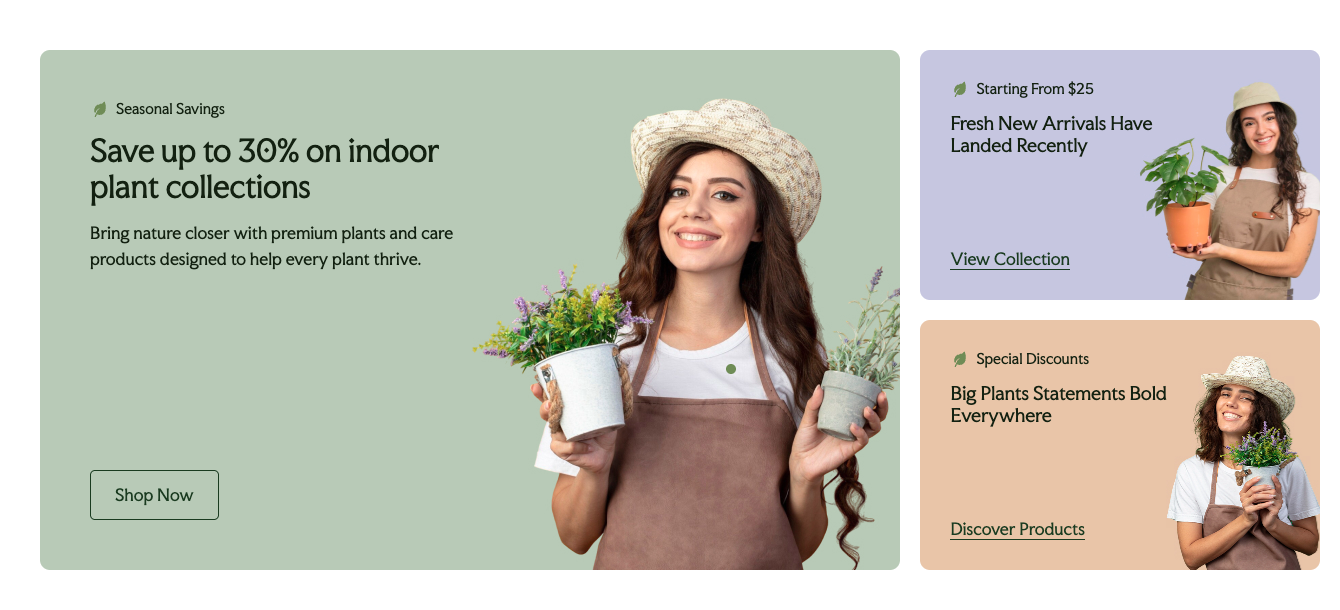 Seasonal Savings
Save up to 30% on indoor
plant collections
Bring nature closer with premium plants and care
products designed to help every plant thrive.
Shop Now
Starting From $25
Fresh New Arrivals Have
Landed Recently
View Collection
Special Discounts
Big Plants Statements Bold
Everywhere
Discover Products